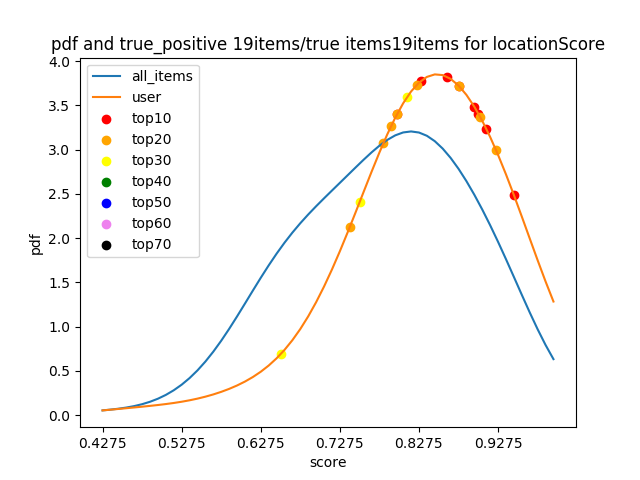 pdf and true_positive 19items/true items19items for locationScore
4.0
3.5
3.0
2.5
2.0
1.5
1.0
0.5
0.0
pdf
all_items
user
top10
top20
top30
top40
top50
top60
top70
0.4275 0.5275 0.6275 0.7275 0.8275 0.9275
score